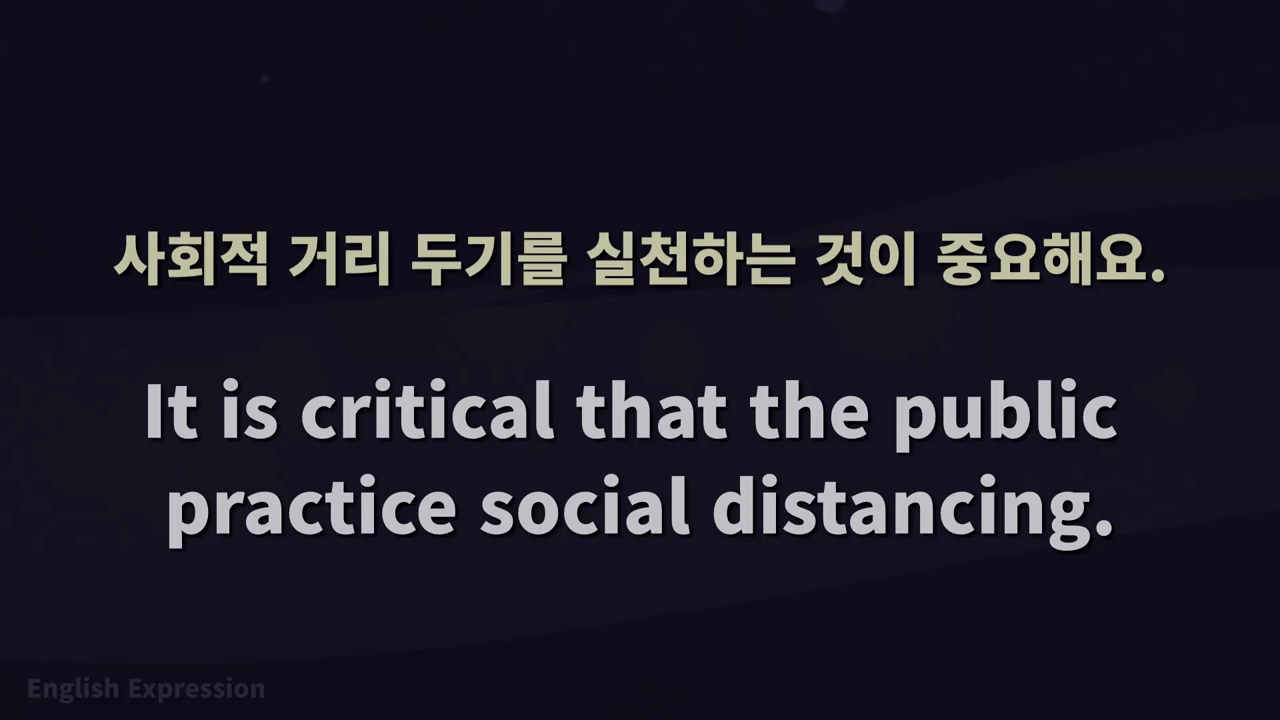 사회적 거리 두기를 실천하는 것이 중요해요.
It is critical that the public
practice social distancing.
English Expression